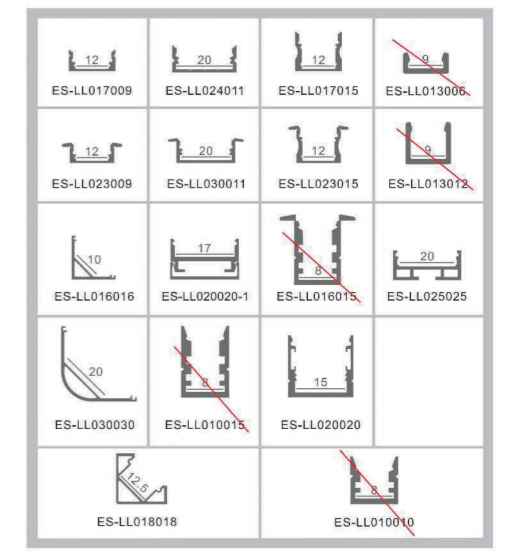 12 20 12 9
ES-LL017009 ES-LL024011 ES-LL017015 ES-LL013006
12 20 12 9
ES-LL023009 ES-LL030011 ES-LL023015 ES-LL013012
10 17 8 20
ES-LL016016 ES-LL020020-1 ES-LL016015 ES-LL025025
20 8 15
ES-LL030030 ES-LL010015 ES-LL020020
12.5 8
ES-LL018018 ES-LL010010